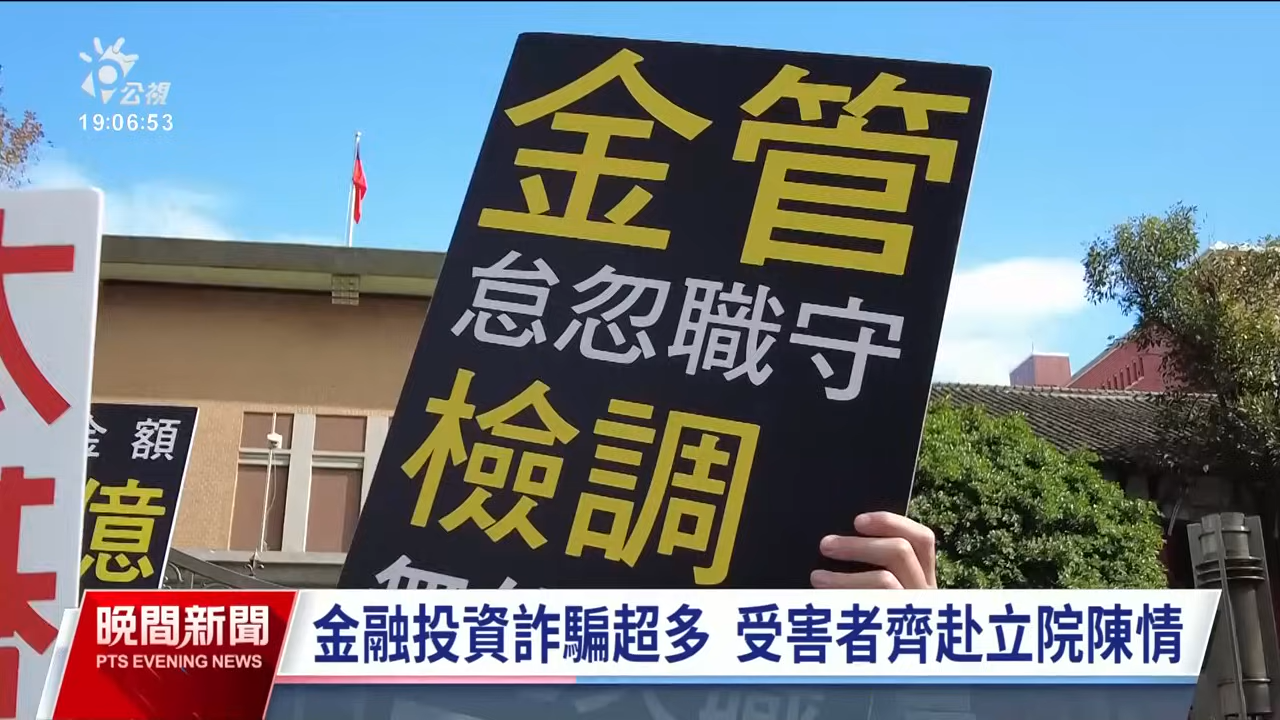 公視
19:06:53
金管
怠忽職守
檢調
金額
億
晚間新聞
PTS EVENING NEWS
金融投資詐騙超多 受害者齊赴立院陳情